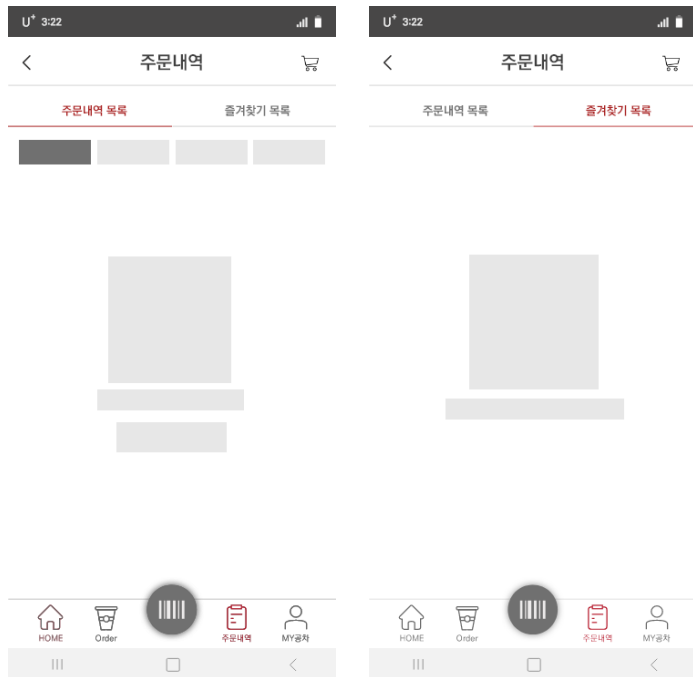 U+ 3:22
주문내역
주문내역 목록
즐겨찾기 목록
HOME
Order
주문내역
MY공차
U+ 3:22
주문내역
주문내역 목록
즐겨찾기 목록
HOME
Order
주문내역
MY공차